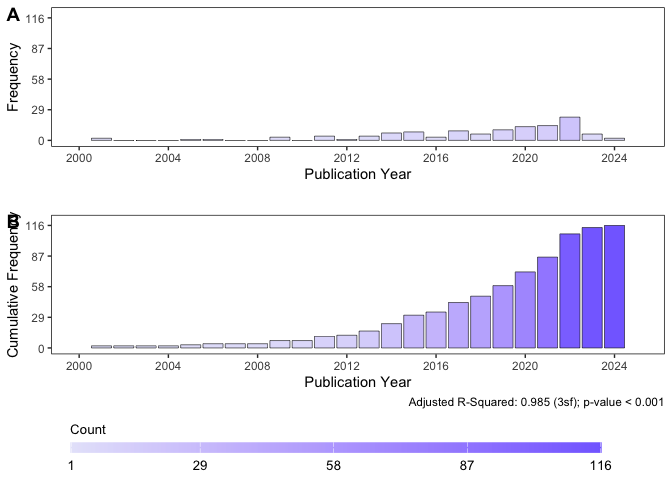 A
116
87
58
29
0
Frequency
2000 2004 2008 2012 2016 2020 2024
Publication Year
B
116
87
58
29
0
Cumulative Frequency
2000 2004 2008 2012 2016 2020 2024
Publication Year
Adjusted R-Squared: 0.985 (3sf); p-value < 0.001
Count
1 29 58 87 116